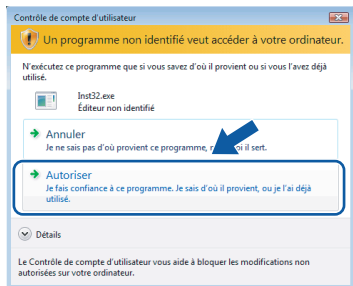 Contrôle de compte d'utilisateur
Un programme non identifié veut accéder à votre ordinateur.
N'exécutez ce programme que si vous savez d'où il provient ou si vous l'avez déjà
utilisé.
Inst32.exe
Éditeur non identifié
Annuler
Je ne sais pas d'où provient ce programme, oi il sert.
Autoriser
Je fais confiance à ce programme. Je sais d'où il provient, ou je l'ai déjà
utilisé.
Détails
Le Contrôle de compte d'utilisateur vous aide à bloquer les modifications non
autorisées sur votre ordinateur.